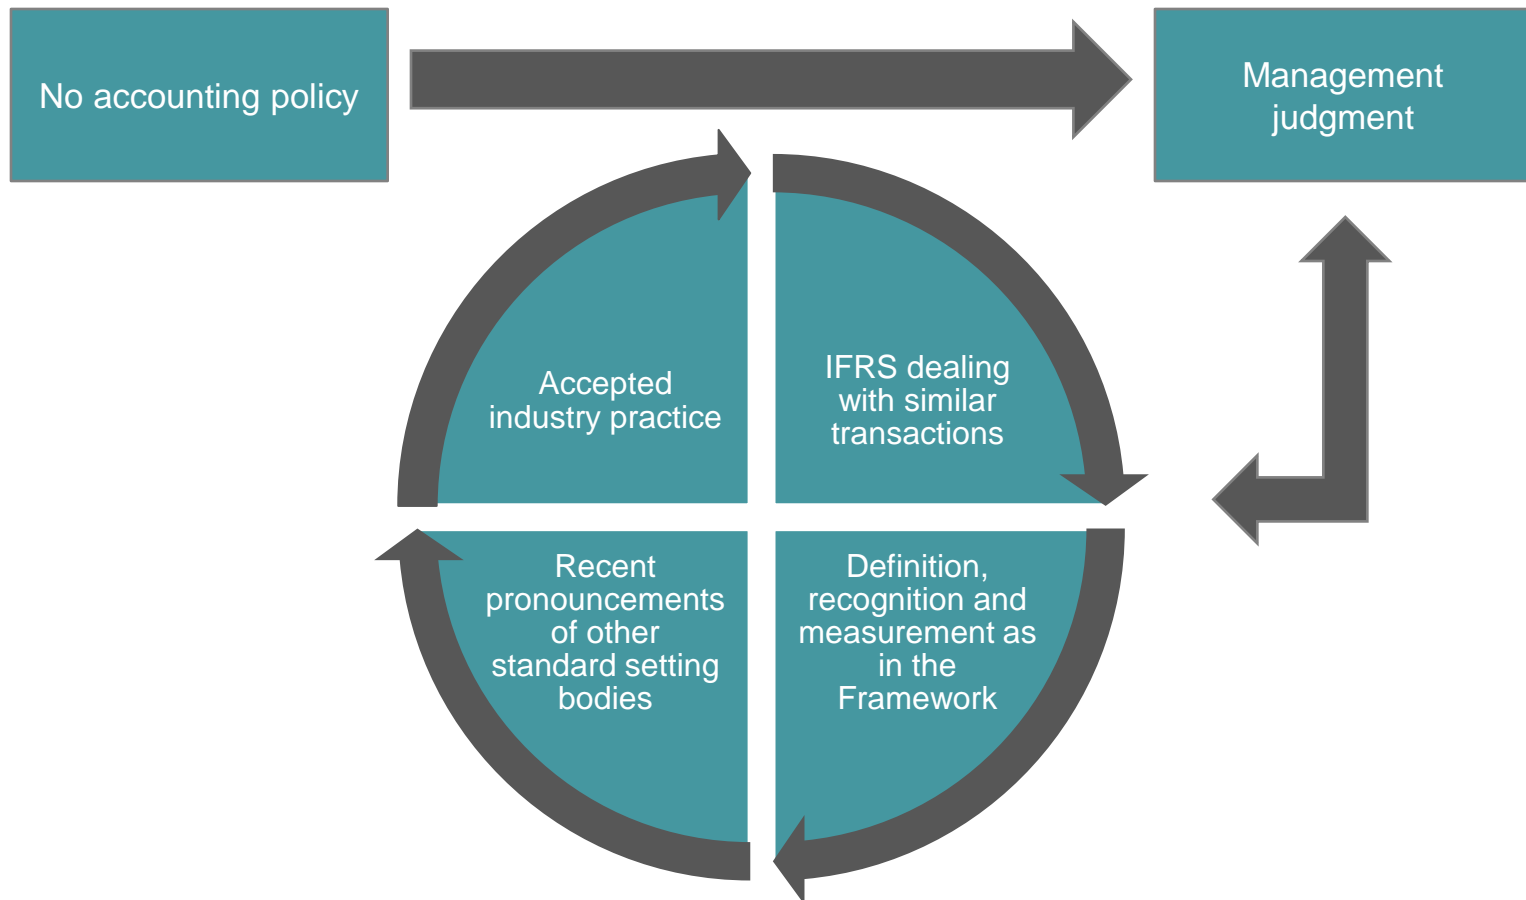 No accounting policy
Management
judgment
Accepted
industry practice
IFRS dealing
with similar
transactions
Recent
pronouncements
of other
standard setting
bodies
Definition,
recognition and
measurement as
in the
Framework